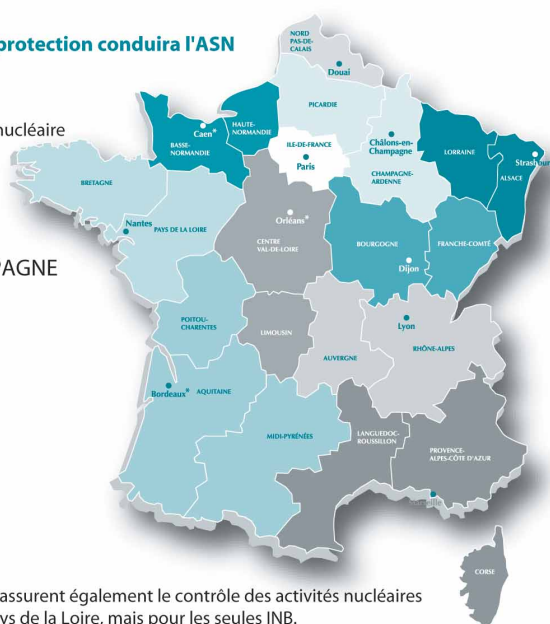 protection conduira l'ASN
nucléaire
PAGNE
NORD
PAS-DE-
CALAIS
Douai
PICARDIE
HAUTE-
NORMANDIE
Caen*
BASSE-
NORMANDIE
ILE-DE-FRANCE
Paris
Châlons-en-
Champagne
CHAMPAGNE-
ARDENNE
LORRAINE
Strasbourg
ALSACE
BRETAGNE
Nantes
PAYS DE LA LOIRE
Orléans*
CENTRE
VAL-DE-LOIRE
BOURGOGNE
Dijon
FRANCHE-COMTÉ
POITOU-
CHARENTES
LIMOUSIN
AUVERGNE
Lyon
RHÔNE-ALPES
Bordeaux*
AQUITAINE
MIDI-PYRÉNÉES
LANGUEDOC-
ROUSSILLON
PROVENCE-
ALPES-CÔTE D'AZUR
Marseille
CORSE
assurent également le contrôle des activités nucléaires
ys de la Loire, mais pour les seules INB.